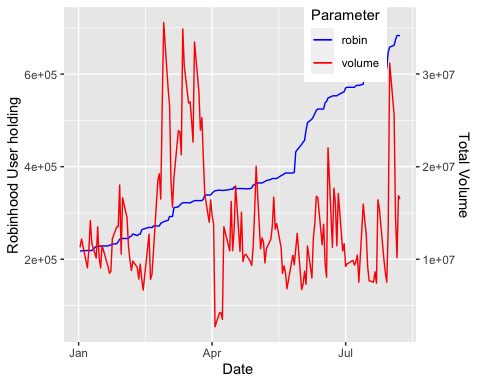 Parameter
robin
volume
6e+05
4e+05
2e+05
3e+07
2e+07
1e+07
Robinhood User holding
Total Volume
Jan
Apr
Jul
Date